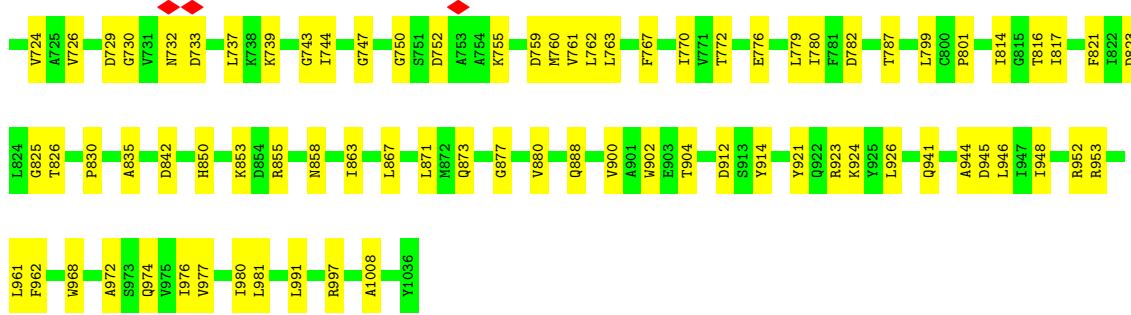 V724 A725 V726 D729 G730 V731 N732 D733 L737 K738 K739 G743 I744 G747 G750 S751 D752 A753 A754 K755 D759 M760 V761 L762 L763 F767 I770 V771 T772 E776 L779 I780 F781 D782 T787 L799 C800 P801 I814 G815 T816 I817 F821 I822
L824 G825 T826 P830 A835 D842 H850 K853 D854 R855 N858 I863 L867 L871 M872 Q873 G877 V880 Q888 V900 A901 W902 E903 T904 D912 S913 Y914 Y921 Q922 R923 K924 Y925 L926 Q941 A944 D945 L946 I947 I948 R952 R953
L961 F962 W968 A972 S973 Q974 V975 I976 V977 I980 L981 L991 R997 A1008 Y1036